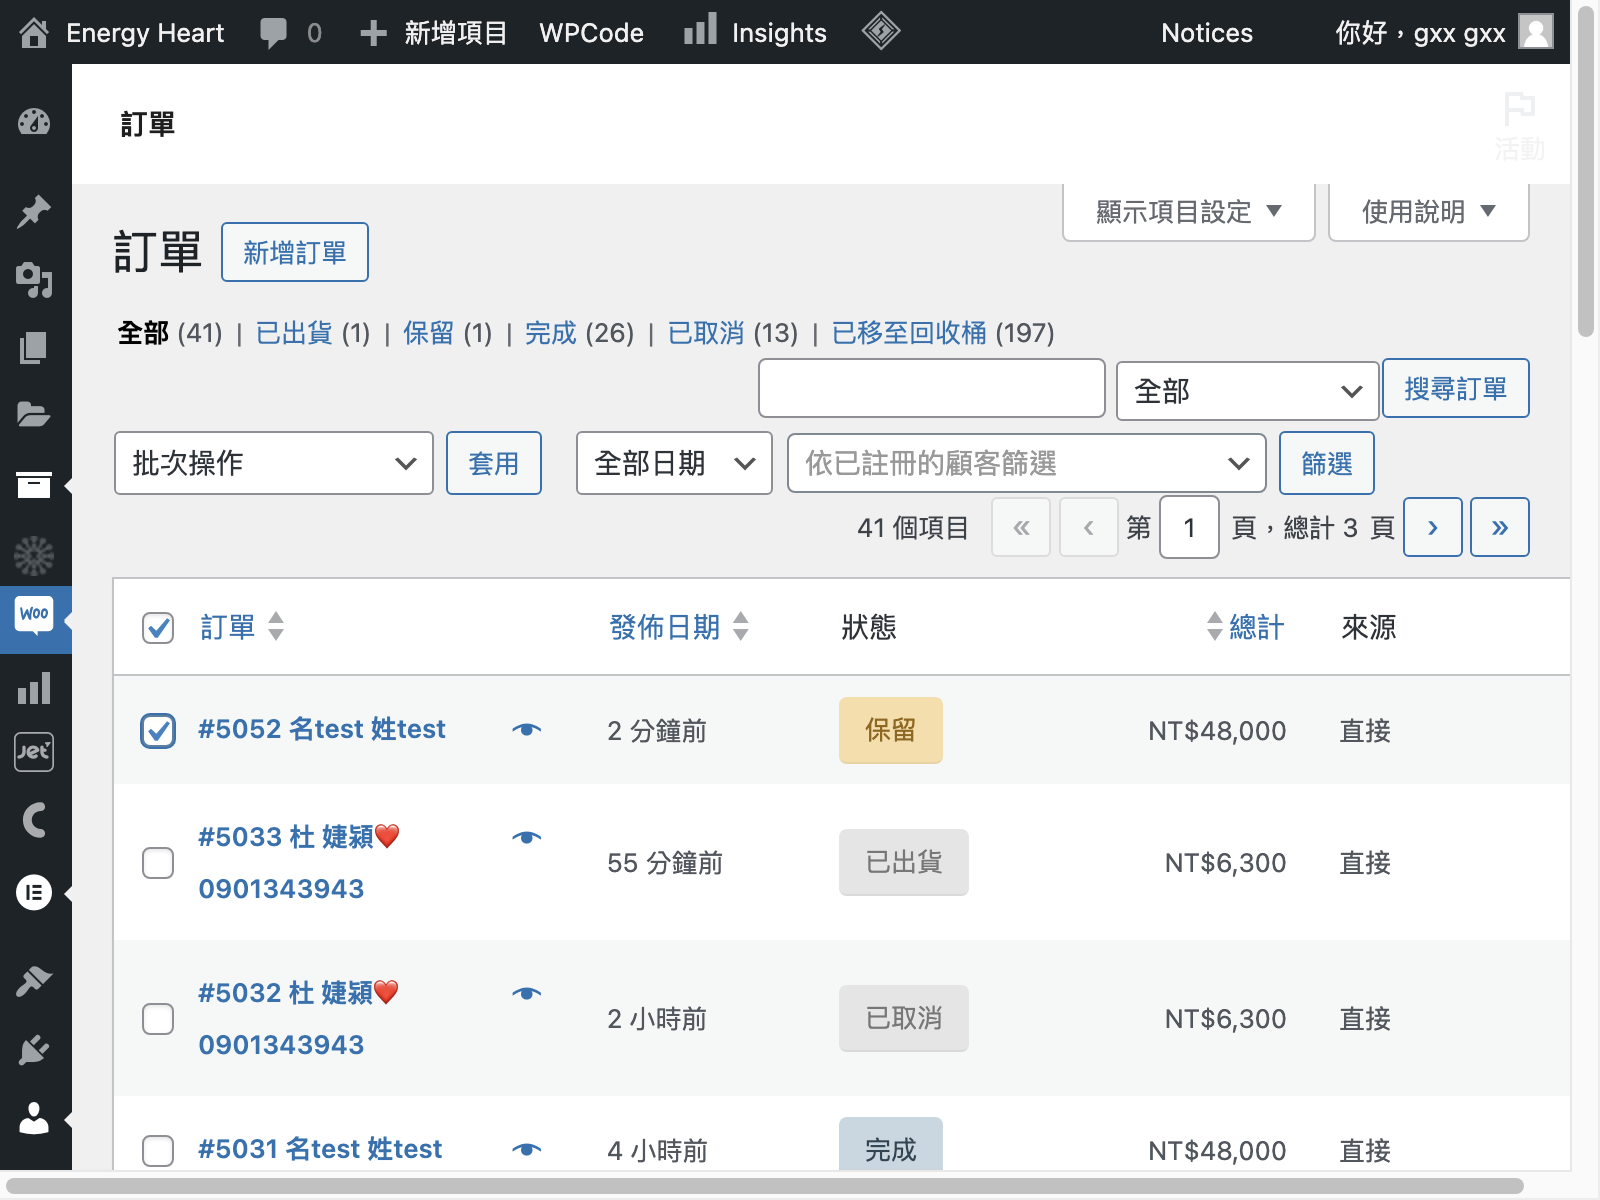 Energy Heart 0 新增項目 WPCode Insights Notices 你好，gxx gxx
訂單
活動
顯示項目設定 ▼ 使用說明 ▼
訂單 新增訂單
全部 (41) | 已出貨 (1) | 保留 (1) | 完成 (26) | 已取消 (13) | 已移至回收桶 (197)
全部 搜尋訂單
批次操作 套用 全部日期 依已註冊的顧客篩選 篩選
41 個項目 « ‹ 第 1 頁，總計 3 頁 › »
訂單 發佈日期 狀態 總計 來源
#5052 名test 姓test 2 分鐘前 保留 NT$48,000 直接
#5033 杜 婕潁❤️ 55 分鐘前 已出貨 NT$6,300 直接
0901343943
#5032 杜 婕潁❤️ 2 小時前 已取消 NT$6,300 直接
0901343943
#5031 名test 姓test 4 小時前 完成 NT$48,000 直接
Woo
Jet